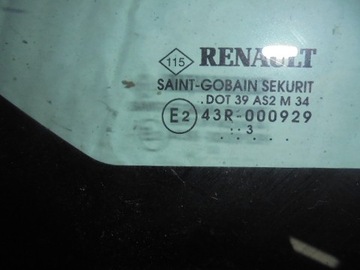 115 RENAULT
SAINT-GOBAIN SEKURIT
DOT 39 AS2 M 34
E2 43R-000929
. . 3
. . . . . .